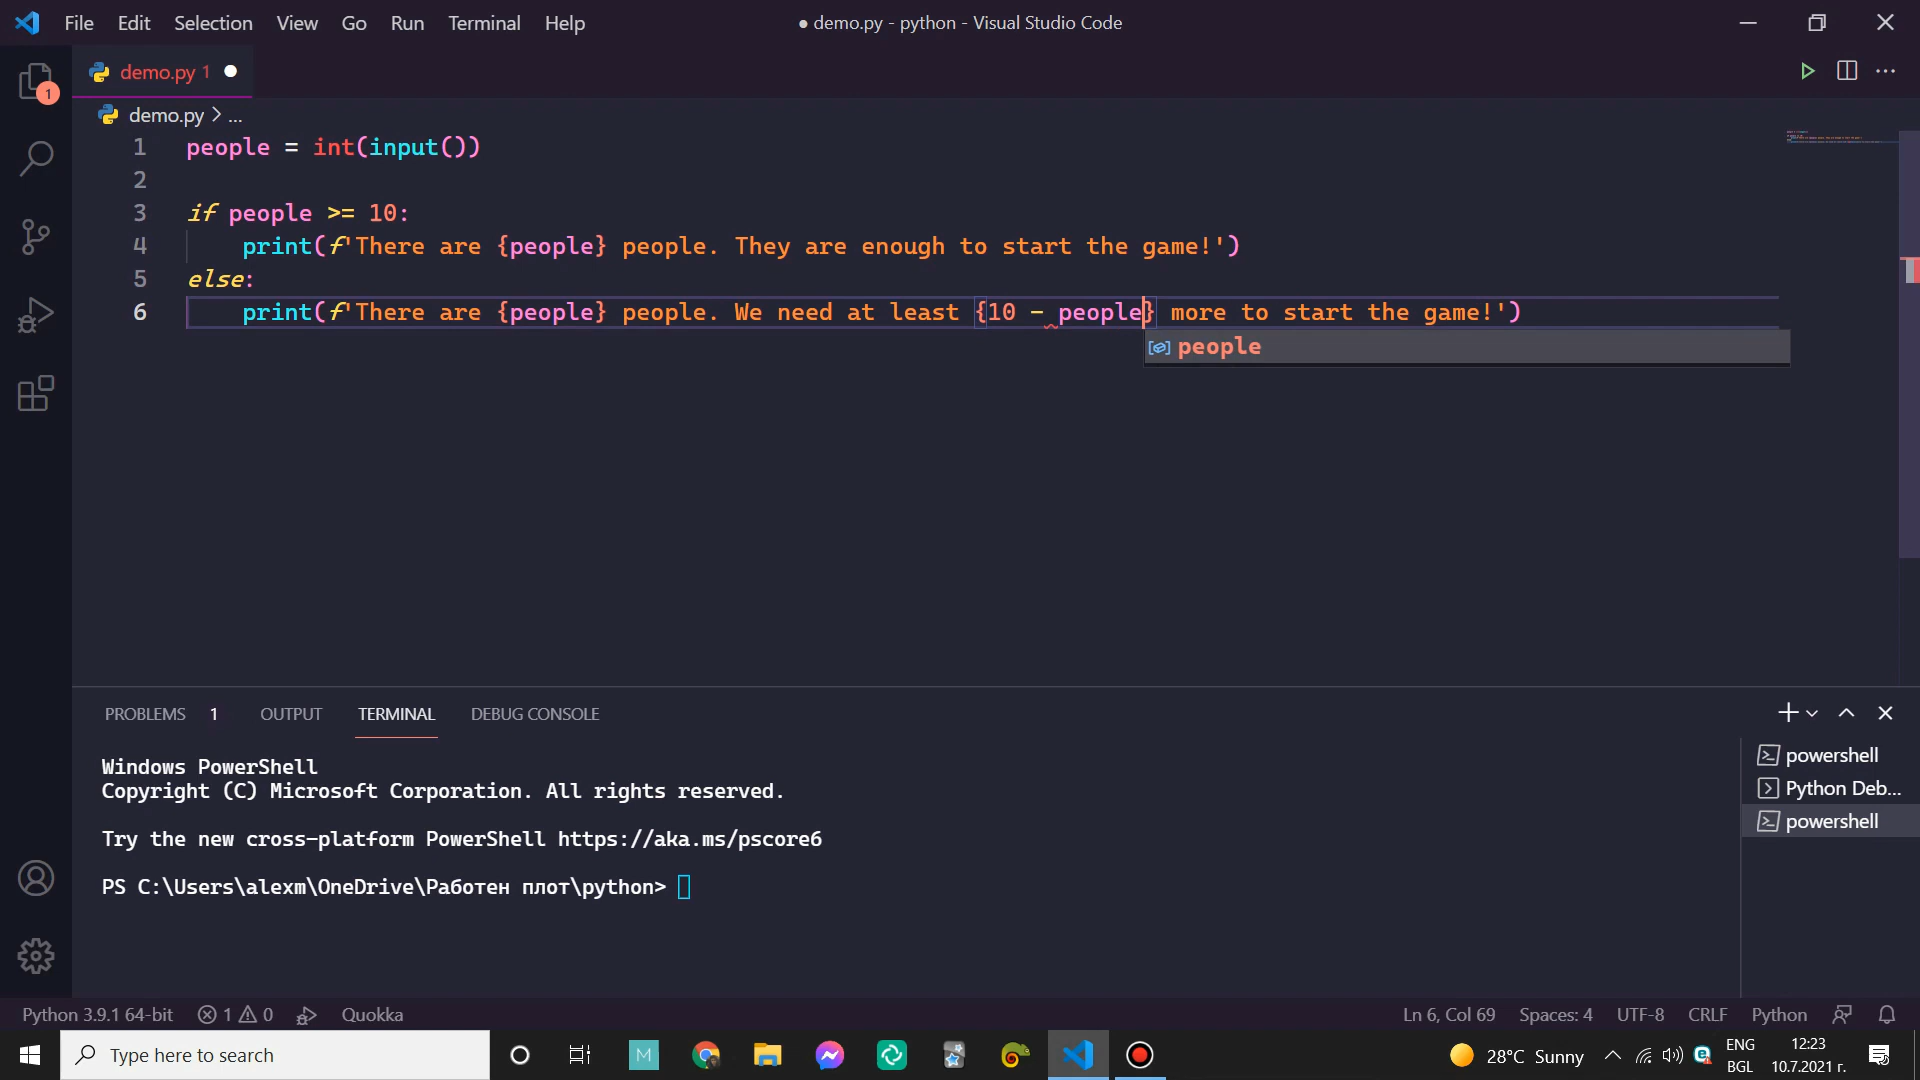 File Edit Selection View Go Run Terminal Help
● demo.py - python - Visual Studio Code
demo.py 1
1
demo.py > ...
1 people = int(input())
2
3 if people >= 10:
4 print(f'There are {people} people. They are enough to start the game!')
5 else:
6 print(f'There are {people} people. We need at least {10 - people} more to start the game!')
people
PROBLEMS 1 OUTPUT TERMINAL DEBUG CONSOLE
Windows PowerShell
Copyright (C) Microsoft Corporation. All rights reserved.
Try the new cross-platform PowerShell https://aka.ms/pscore6
PS C:\Users\alexm\OneDrive\Работен плот\python>
powershell
Python Deb...
powershell
Python 3.9.1 64-bit 1 0 Quokka
Ln 6, Col 69 Spaces: 4 UTF-8 CRLF Python
Type here to search
M
28°C Sunny
ENG
BGL
12:23
10.7.2021 г.